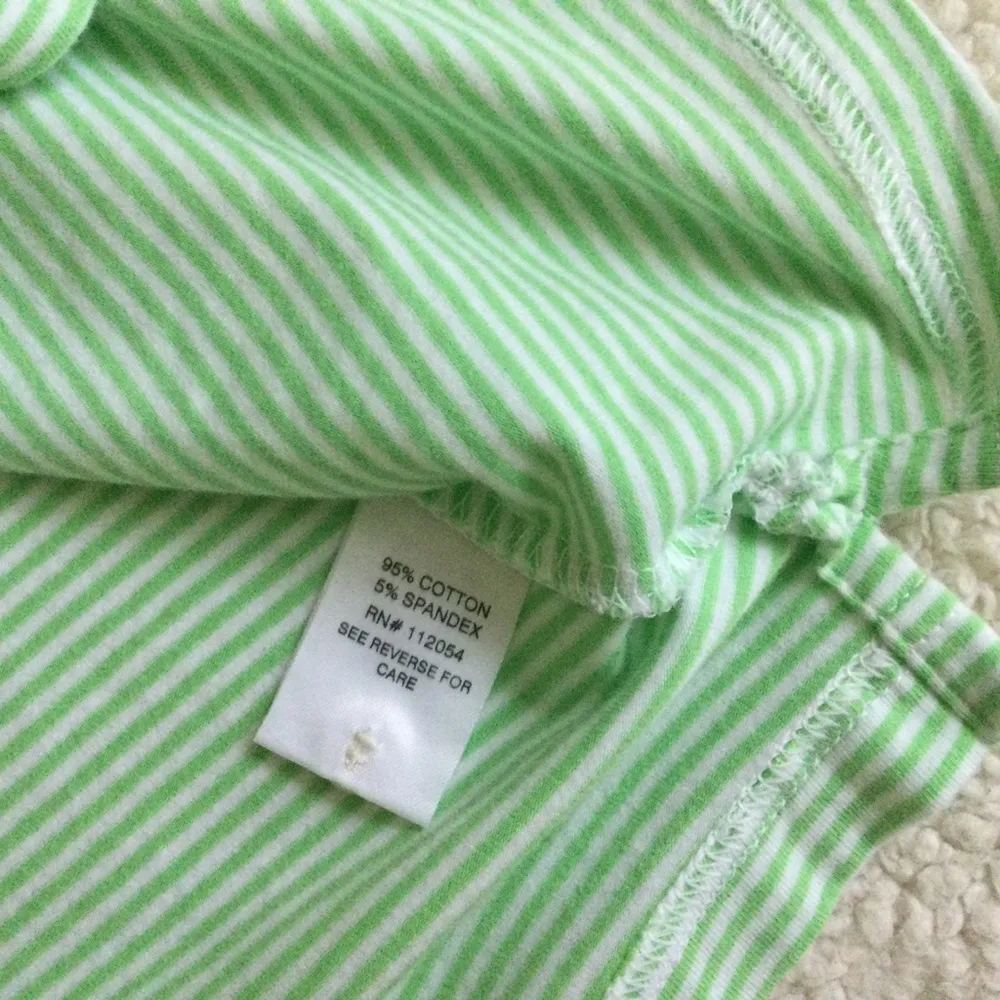 95% COTTON
5% SPANDEX
RN# 112054
SEE REVERSE FOR
CARE